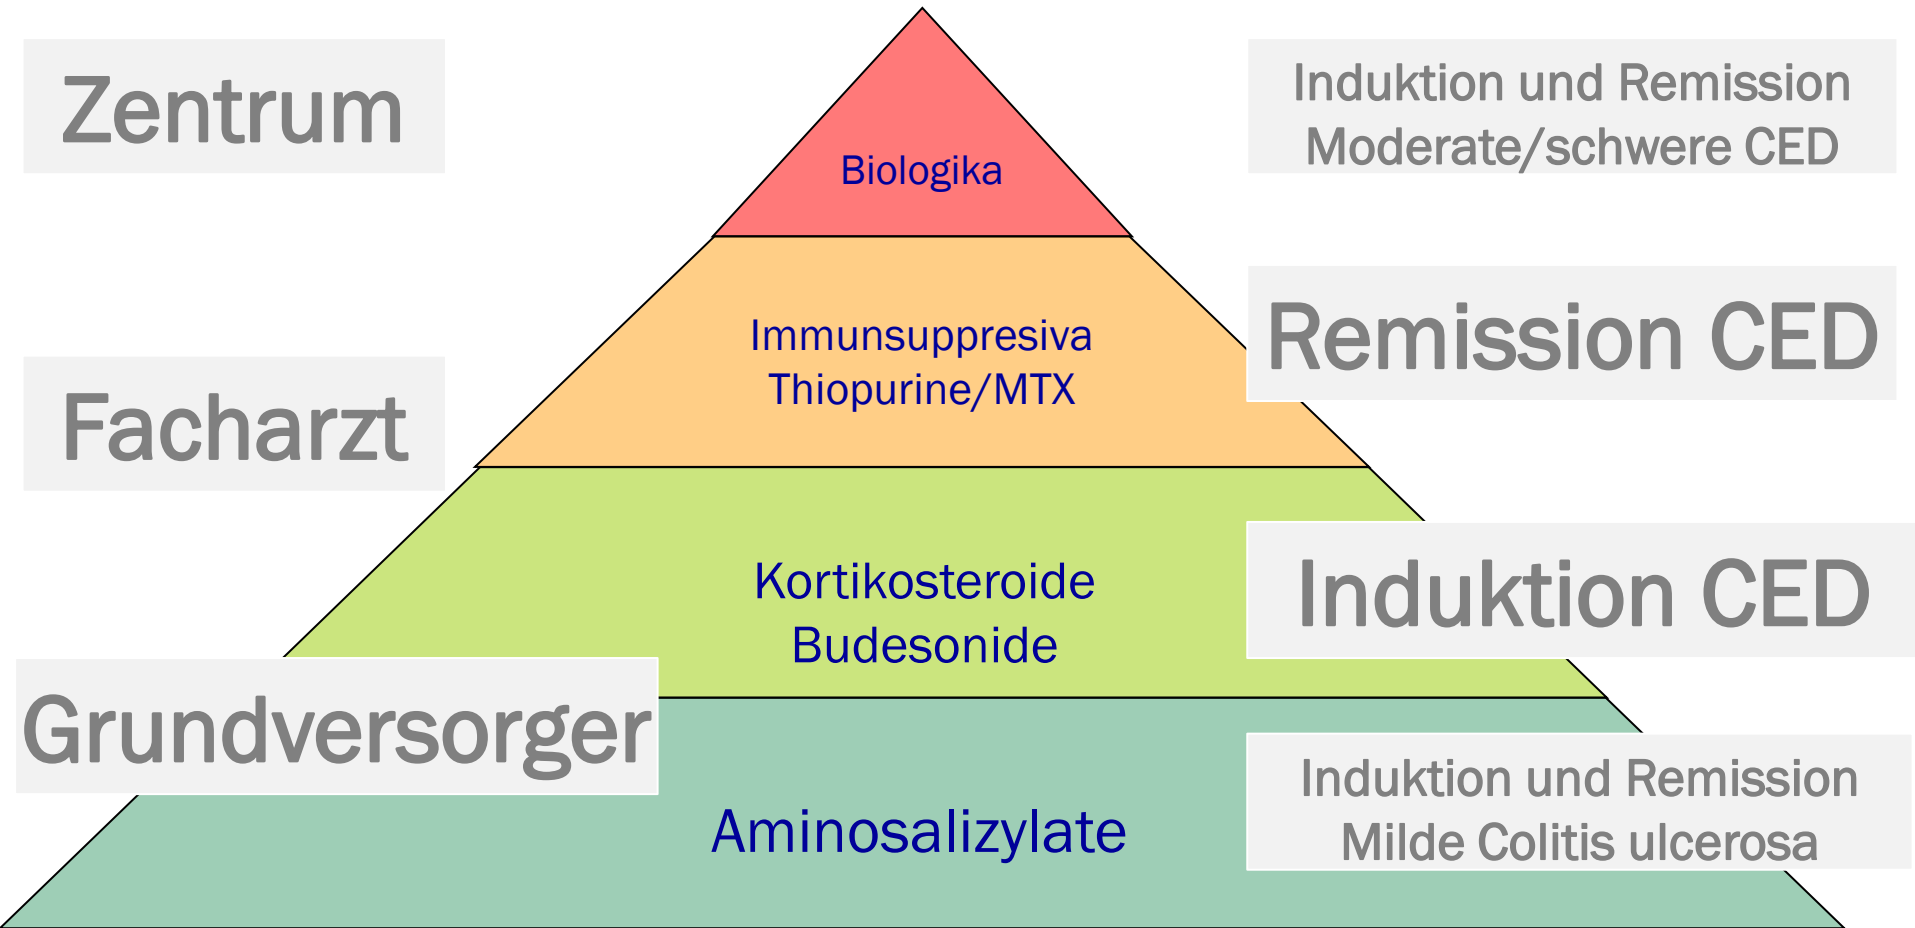 Zentrum
Induktion und Remission
Moderate/schwere CED
Biologika
Immunsuppresiva
Thiopurine/MTX
Remission CED
Facharzt
Kortikosteroide
Budesonide
Induktion CED
Grundversorger
Aminosalizylate
Induktion und Remission
Milde Colitis ulcerosa